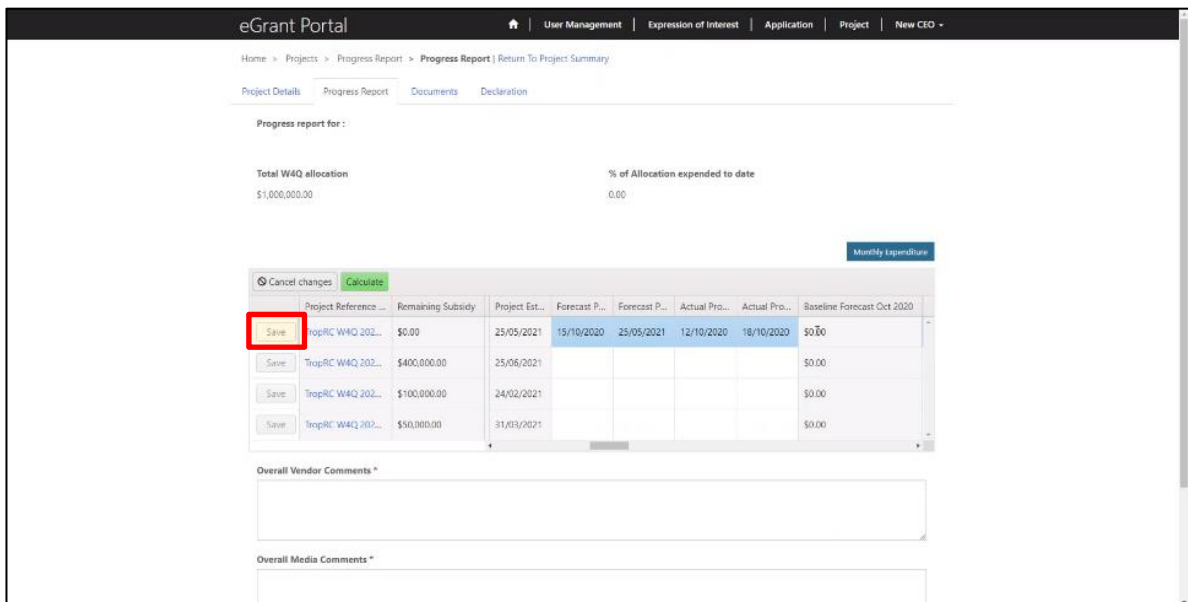 eGrant Portal User Management | Expression of Interest | Application | Project | New CEO
Home > Projects > Progress Report > Progress Report | Return To Project Summary
Project Details Progress Report Documents Declaration
Progress report for :
Total W4Q allocation % of Allocation expended to date
$1,000,000.00 0.00
Monthly Expenditure
Cancel changes Calculate
Project Reference ... Remaining Subsidy Project Est... Forecast P... Forecast P... Actual Pro... Actual Pro... Baseline Forecast Oct 2020
Save TropRC W4Q 202... $0.00 25/05/2021 15/10/2020 25/05/2021 12/10/2020 18/10/2020 $0.00
Save TropRC W4Q 202... $400,000.00 25/06/2021 $0.00
Save TropRC W4Q 202... $100,000.00 24/02/2021 $0.00
Save TropRC W4Q 202... $50,000.00 31/03/2021 $0.00
Overall Vendor Comments *
Overall Media Comments *